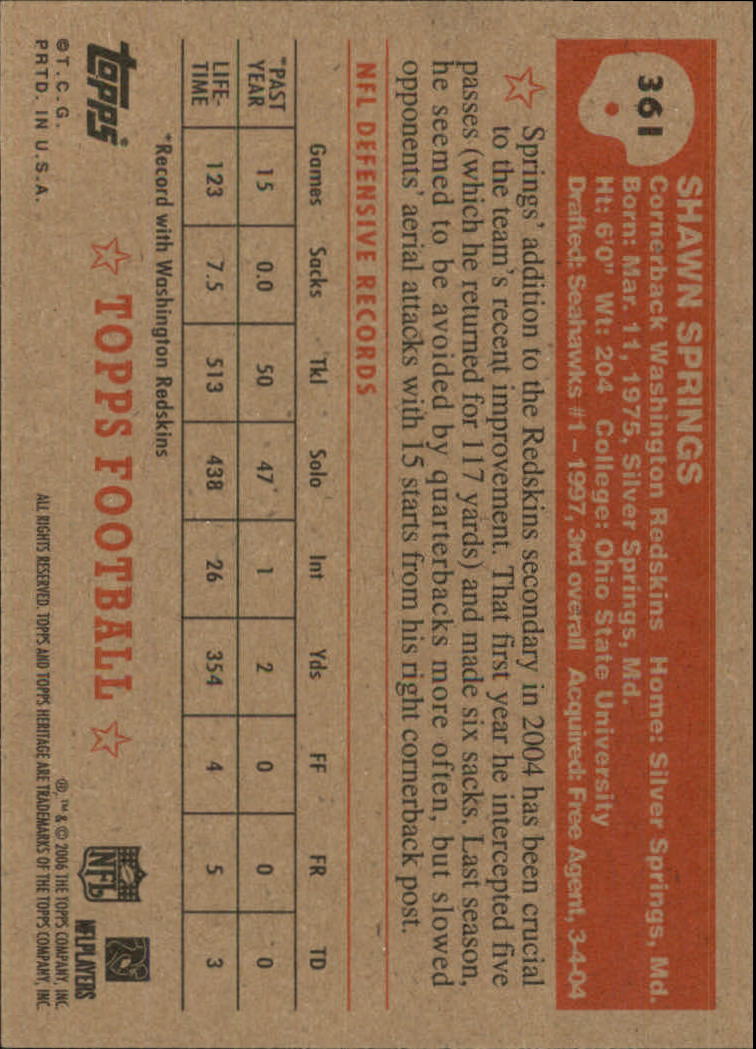 361
SHAWN SPRINGS
Cornerback Washington Redskins Home: Silver Springs, Md.
Born: Mar. 11, 1975, Silver Springs, Md.
Ht: 6'0" Wt: 204 College: Ohio State University
Drafted: Seahawks #1 – 1997, 3rd overall Acquired: Free Agent, 3-4-04
Springs' addition to the Redskins secondary in 2004 has been crucial
to the team's recent improvement. That first year he intercepted five
passes (which he returned for 117 yards) and made six sacks. Last season,
he seemed to be avoided by quarterbacks more often, but slowed
opponents' aerial attacks with 15 starts from his right cornerback post.
NFL DEFENSIVE RECORDS
Games Sacks Tkl Solo Int Yds FF FR TD
*PAST YEAR 15 0.0 50 47 1 2 0 0 0
LIFE-TIME 123 7.5 513 438 26 354 4 5 3
*Record with Washington Redskins
topps
© T.C.G.
PRTD. IN U.S.A.
TOPPS FOOTBALL
NFL
NFLPLAYERS
®, ™ & © 2006 THE TOPPS COMPANY, INC.
ALL RIGHTS RESERVED. TOPPS AND TOPPS HERITAGE ARE TRADEMARKS OF THE TOPPS COMPANY, INC.